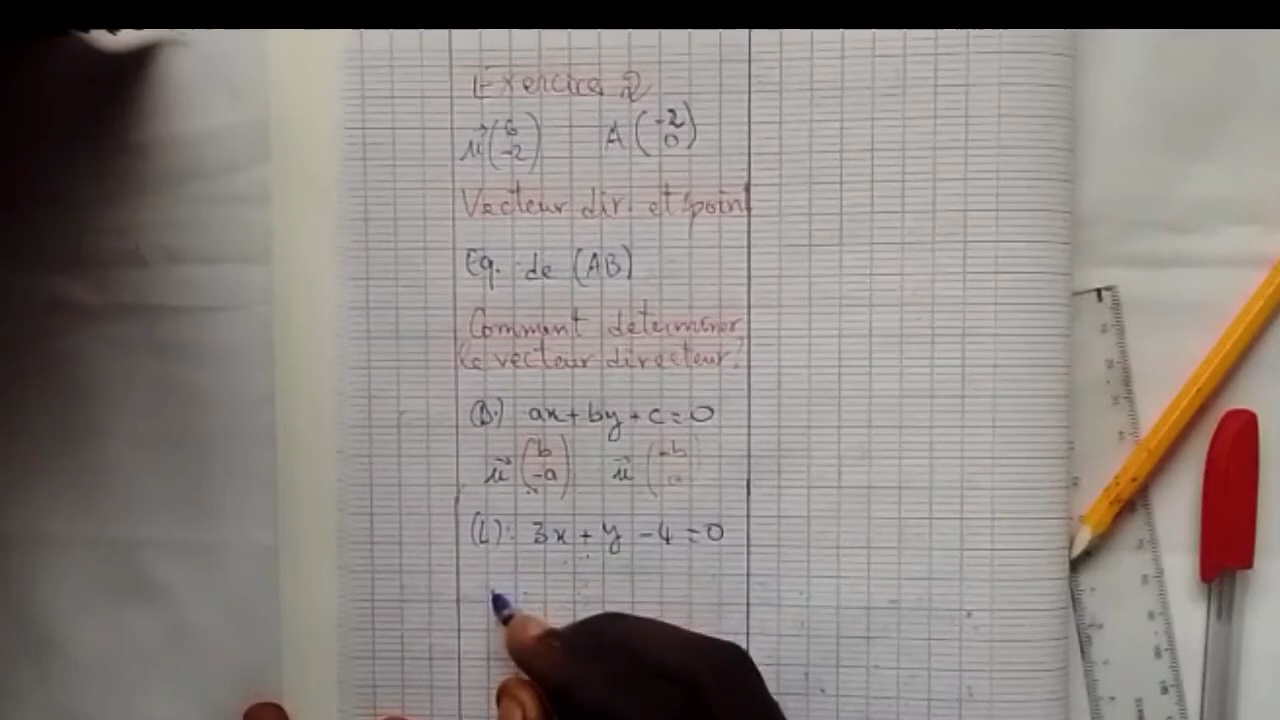 Exercice 2
u⃗(6 -2) A(-2 0)
Vecteur dir. et point
Eq. de (AB)
Comment déterminer
le vecteur directeur?
(D:) ax+by+c=0
u⃗(b -a) u⃗(-b a)
(L): 3x+y-4=0